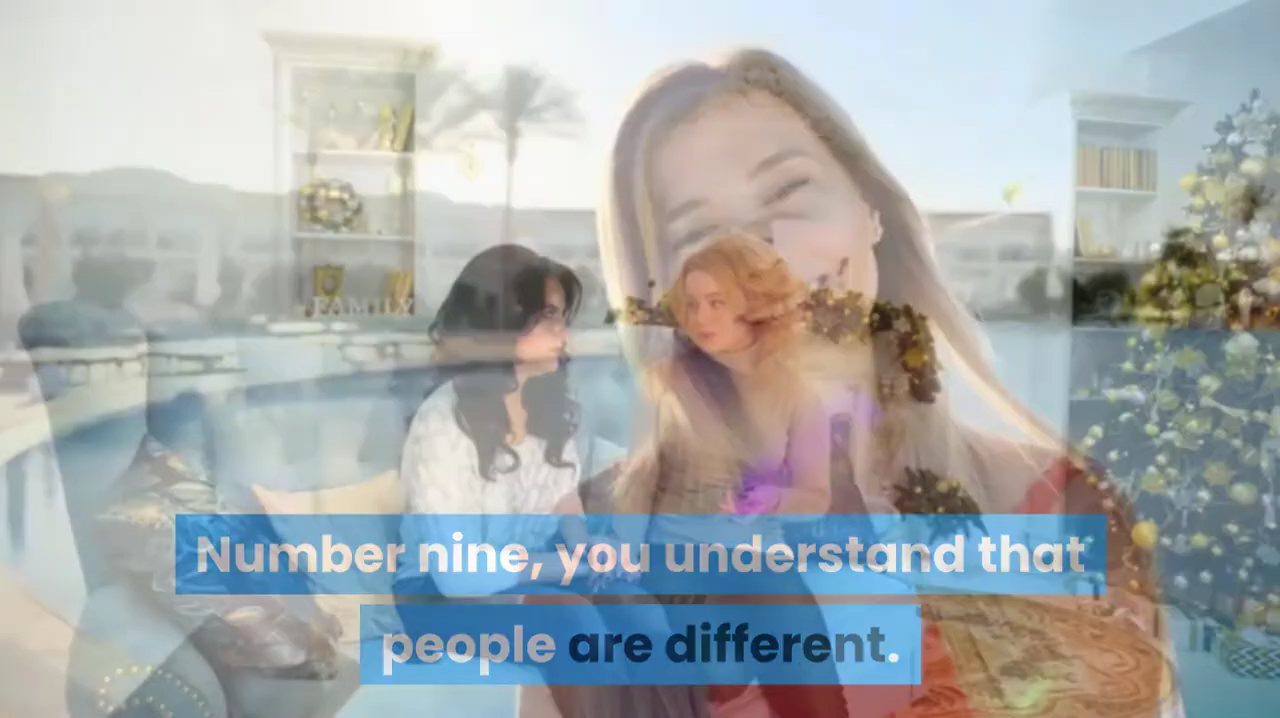 FAMILY
Number nine, you understand that
people are different.